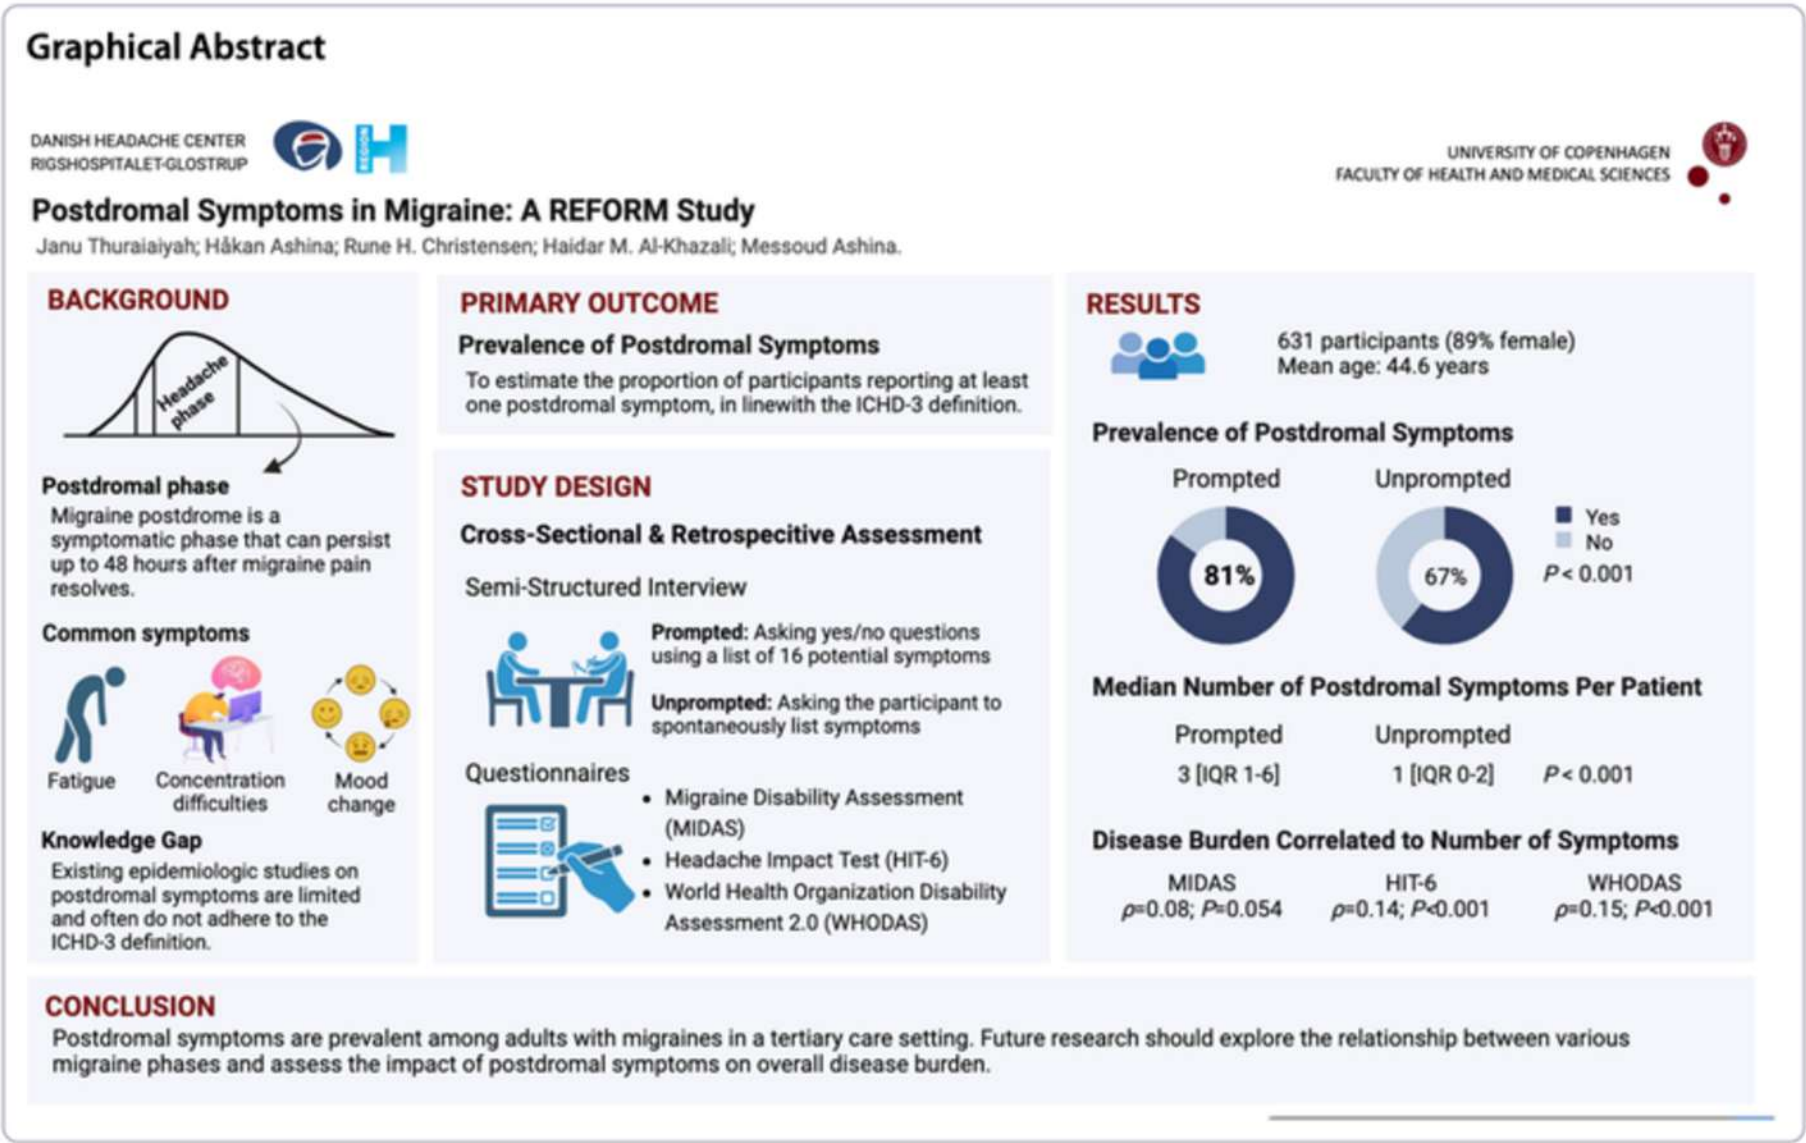 Graphical Abstract
DANISH HEADACHE CENTER
RIGSHOSPITALET-GLOSTRUP
REGION
H
UNIVERSITY OF COPENHAGEN
FACULTY OF HEALTH AND MEDICAL SCIENCES
Postdromal Symptoms in Migraine: A REFORM Study
Janu Thuraiaiyah; Håkan Ashina; Rune H. Christensen; Haidar M. Al-Khazali; Messoud Ashina.
BACKGROUND
Headache
phase
Postdromal phase
Migraine postdrome is a
symptomatic phase that can persist
up to 48 hours after migraine pain
resolves.
Common symptoms
Fatigue
Concentration
difficulties
Mood
change
Knowledge Gap
Existing epidemiologic studies on
postdromal symptoms are limited
and often do not adhere to the
ICHD-3 definition.
PRIMARY OUTCOME
Prevalence of Postdromal Symptoms
To estimate the proportion of participants reporting at least
one postdromal symptom, in linewith the ICHD-3 definition.
STUDY DESIGN
Cross-Sectional & Retrospecitive Assessment
Semi-Structured Interview
Prompted: Asking yes/no questions
using a list of 16 potential symptoms
Unprompted: Asking the participant to
spontaneously list symptoms
Questionnaires
• Migraine Disability Assessment
(MIDAS)
• Headache Impact Test (HIT-6)
• World Health Organization Disability
Assessment 2.0 (WHODAS)
RESULTS
631 participants (89% female)
Mean age: 44.6 years
Prevalence of Postdromal Symptoms
Prompted
Unprompted
81%
67%
Yes
No
P < 0.001
Median Number of Postdromal Symptoms Per Patient
Prompted
Unprompted
3 [IQR 1-6]
1 [IQR 0-2]
P < 0.001
Disease Burden Correlated to Number of Symptoms
MIDAS
ρ=0.08; P=0.054
HIT-6
ρ=0.14; P<0.001
WHODAS
ρ=0.15; P<0.001
CONCLUSION
Postdromal symptoms are prevalent among adults with migraines in a tertiary care setting. Future research should explore the relationship between various
migraine phases and assess the impact of postdromal symptoms on overall disease burden.